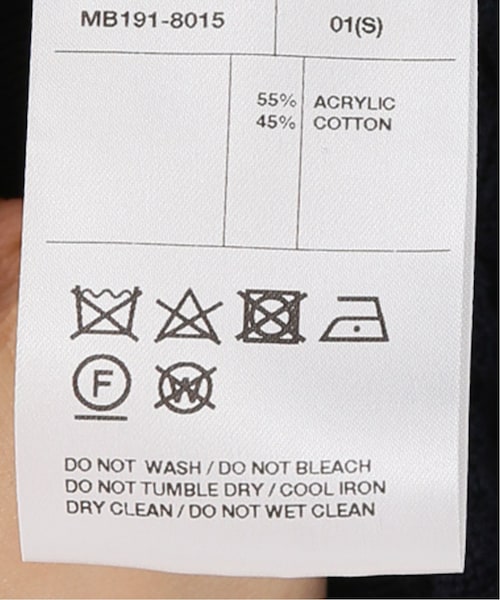 MB191-8015 01(S)
55% ACRYLIC
45% COTTON
F W
DO NOT WASH / DO NOT BLEACH
DO NOT TUMBLE DRY / COOL IRON
DRY CLEAN / DO NOT WET CLEAN